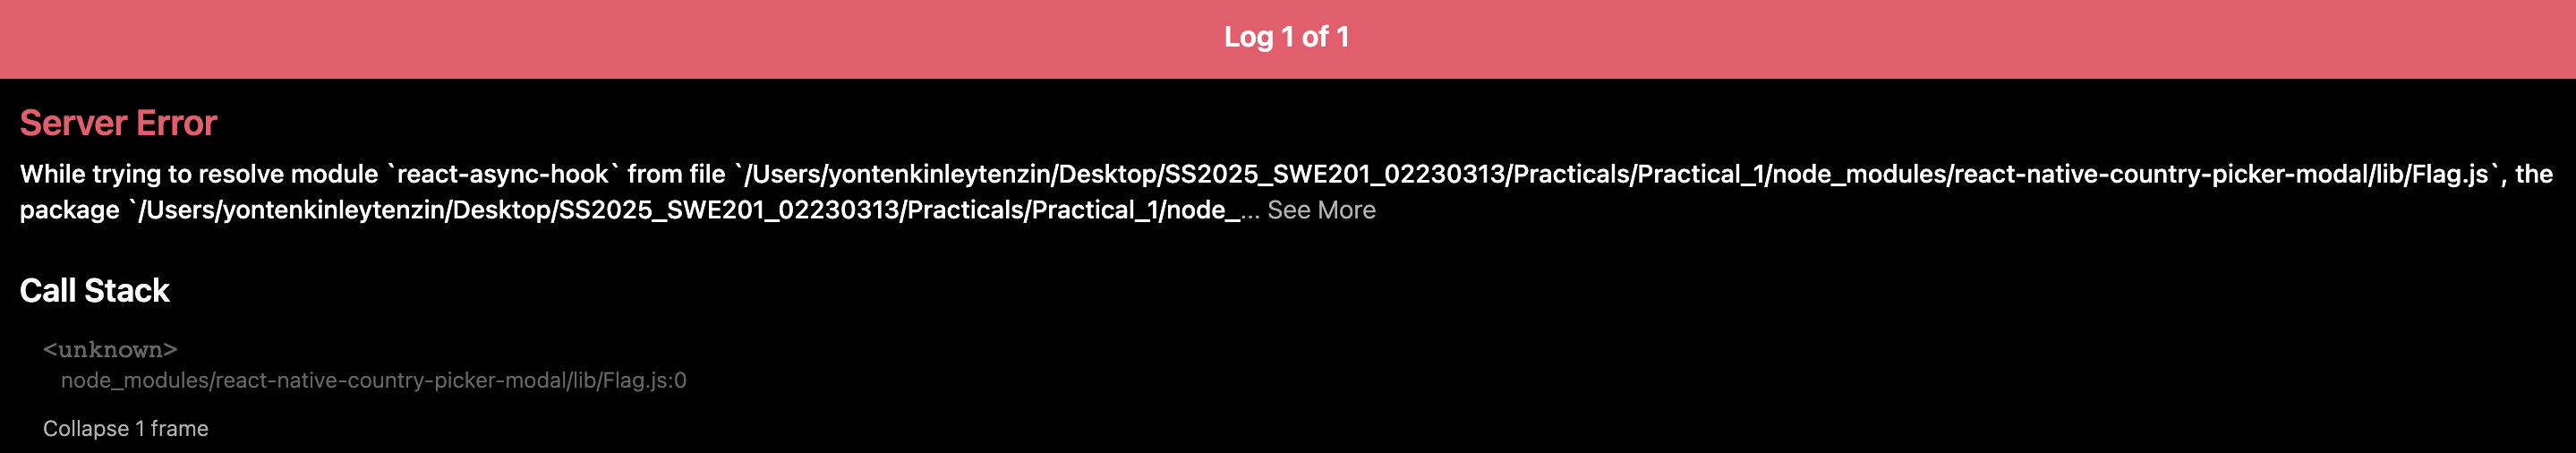 Log 1 of 1
Server Error
While trying to resolve module `react-async-hook` from file `/Users/yontenkinleytenzin/Desktop/SS2025_SWE201_02230313/Practicals/Practical_1/node_modules/react-native-country-picker-modal/lib/Flag.js`, the
package `/Users/yontenkinleytenzin/Desktop/SS2025_SWE201_02230313/Practicals/Practical_1/node_... See More
Call Stack
<unknown>
node_modules/react-native-country-picker-modal/lib/Flag.js:0
Collapse 1 frame